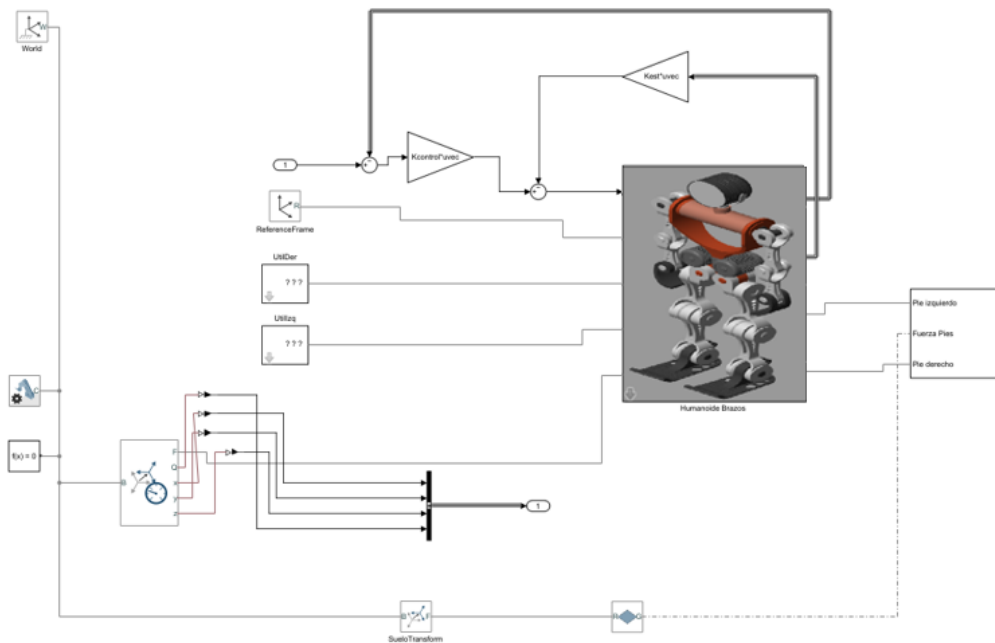 W
World
Kest*uvec
1
Kcontrol*uvec
R
ReferenceFrame
UtilDer
? ? ?
UtilIzq
? ? ?
Humanoide Brazos
Pie izquierdo
Fuerza Pies
Pie derecho
C
f(x) = 0
B
F
Q
x
y
z
1
B
F
SueloTransform
R
G